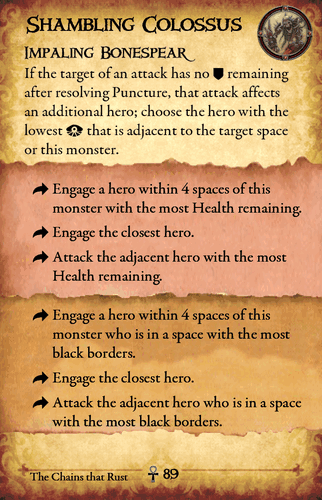 Shambling Colossus
Impaling Bonespear
If the target of an attack has no remaining
after resolving Puncture, that attack affects
an additional hero; choose the hero with the
lowest that is adjacent to the target space
or this monster.
Engage a hero within 4 spaces of this
monster with the most Health remaining.
Engage the closest hero.
Attack the adjacent hero with the most
Health remaining.
Engage a hero within 4 spaces of this
monster who is in a space with the most
black borders.
Engage the closest hero.
Attack the adjacent hero who is in a space
with the most black borders.
The Chains that Rust 89